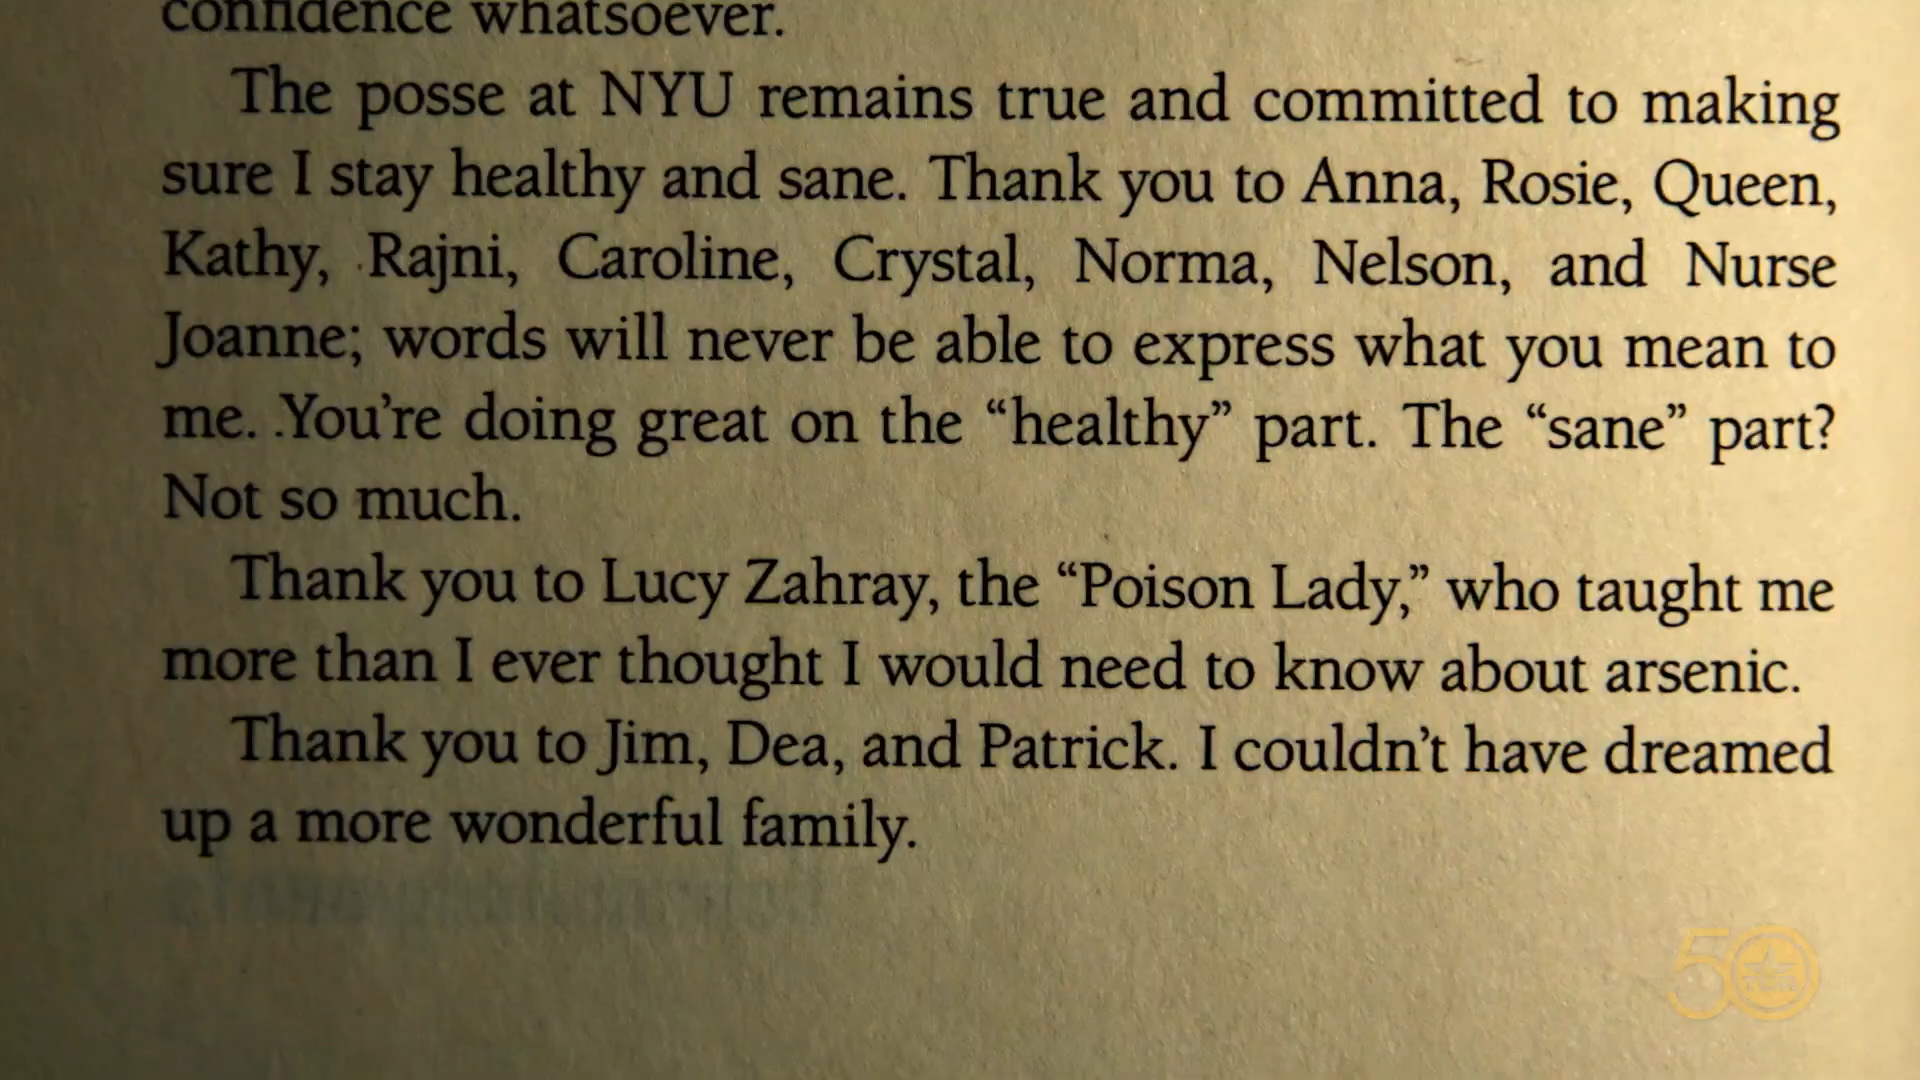 confidence whatsoever.
The posse at NYU remains true and committed to making
sure I stay healthy and sane. Thank you to Anna, Rosie, Queen,
Kathy, Rajni, Caroline, Crystal, Norma, Nelson, and Nurse
Joanne; words will never be able to express what you mean to
me. You’re doing great on the “healthy” part. The “sane” part?
Not so much.
Thank you to Lucy Zahray, the “Poison Lady,” who taught me
more than I ever thought I would need to know about arsenic.
Thank you to Jim, Dea, and Patrick. I couldn’t have dreamed
up a more wonderful family.
50